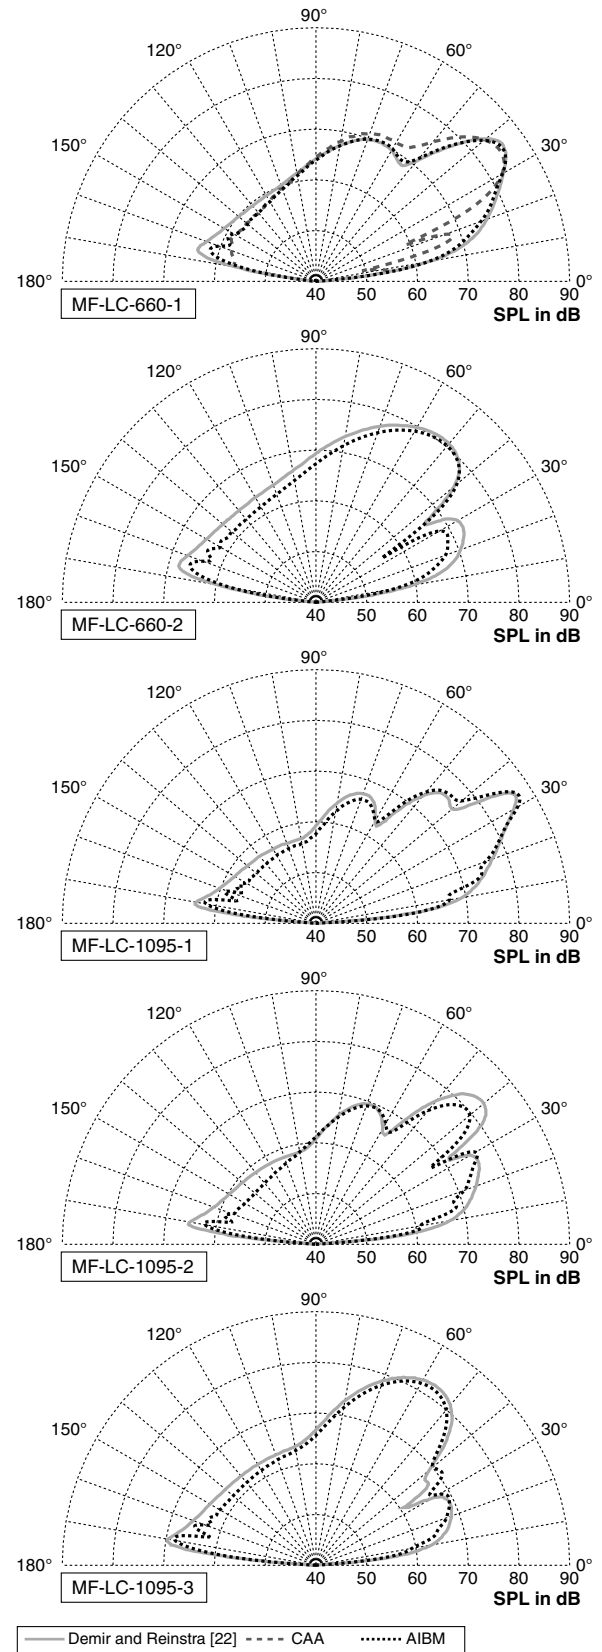 90°
120° 60°
150° 30°
180° 40 50 60 70 80 90 0°
MF-LC-660-1 SPL in dB
90°
120° 60°
150° 30°
180° 40 50 60 70 80 90 0°
MF-LC-660-2 SPL in dB
90°
120° 60°
150° 30°
180° 40 50 60 70 80 90 0°
MF-LC-1095-1 SPL in dB
90°
120° 60°
150° 30°
180° 40 50 60 70 80 90 0°
MF-LC-1095-2 SPL in dB
90°
120° 60°
150° 30°
180° 40 50 60 70 80 90 0°
MF-LC-1095-3 SPL in dB
Demir and Reinstra [22] CAA AIBM